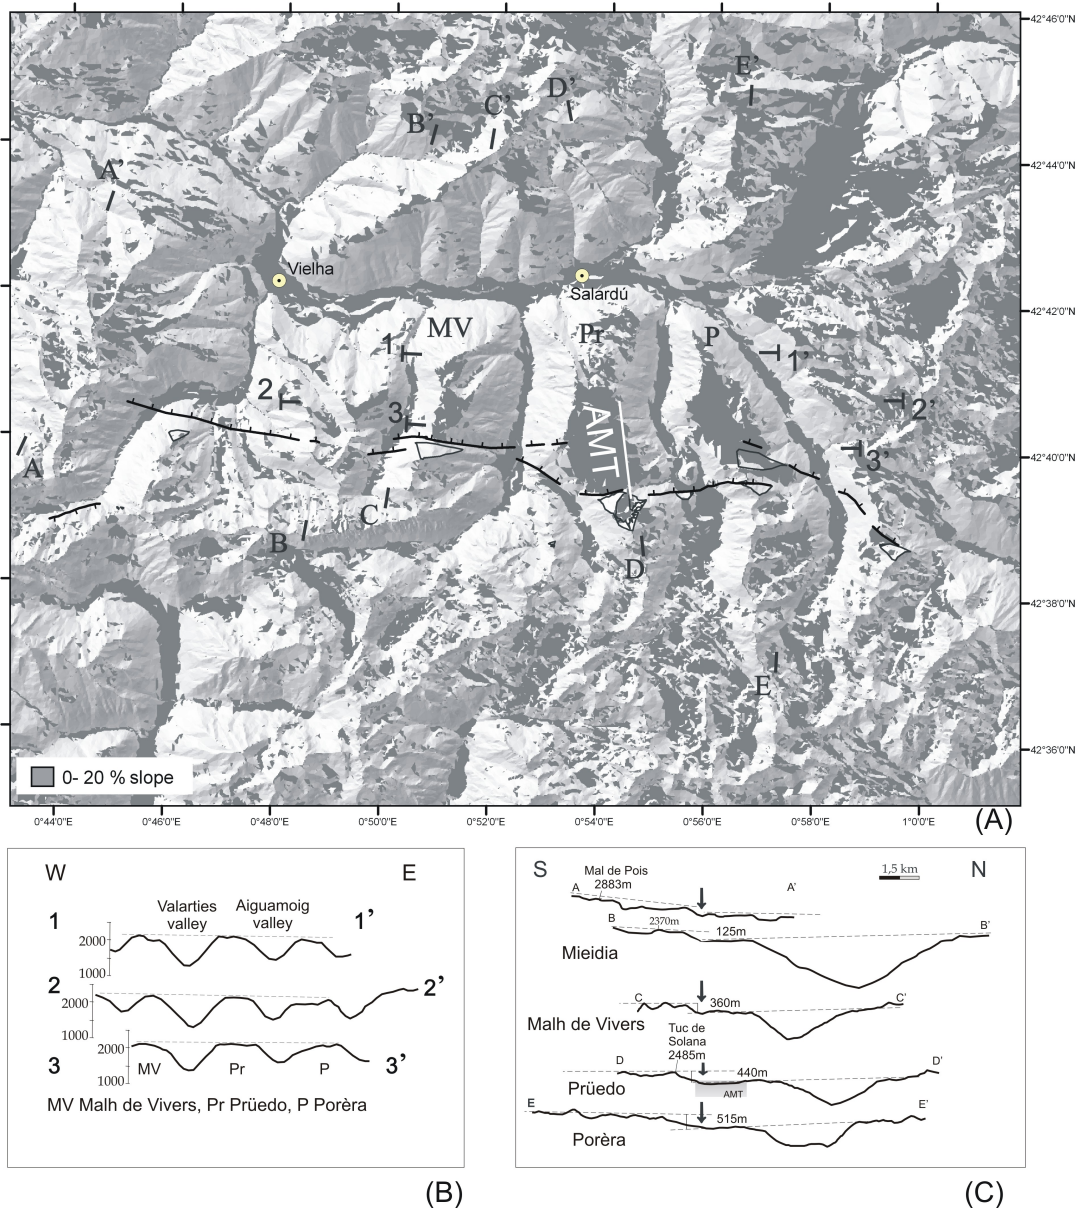 42°46'0"N
E'
D'
C'
B'
42°44'0"N
A'
Vielha
Salardú
42°42'0"N
MV
Pr
P
1
1'
2
2'
3
AMT
3'
A
42°40'0"N
C
B
D
42°38'0"N
E
42°36'0"N
0- 20 % slope
0°44'0"E 0°46'0"E 0°48'0"E 0°50'0"E 0°52'0"E 0°54'0"E 0°56'0"E 0°58'0"E 1°0'0"E
(A)
W E
Valarties
valley
Aiguamoig
valley
1 1'
2000
1000
2 2'
2000
1000
3 3'
2000
1000
MV Pr P
MV Malh de Vivers, Pr Prüedo, P Porèra
(B)
S N
1,5 km
Mal de Pois
2883m
A A'
B B'
2370m
125m
Mieidia
C C'
360m
Malh de Vivers
Tuc de
Solana
2485m
D D'
440m
Prüedo
AMT
E E'
515m
Porèra
(C)